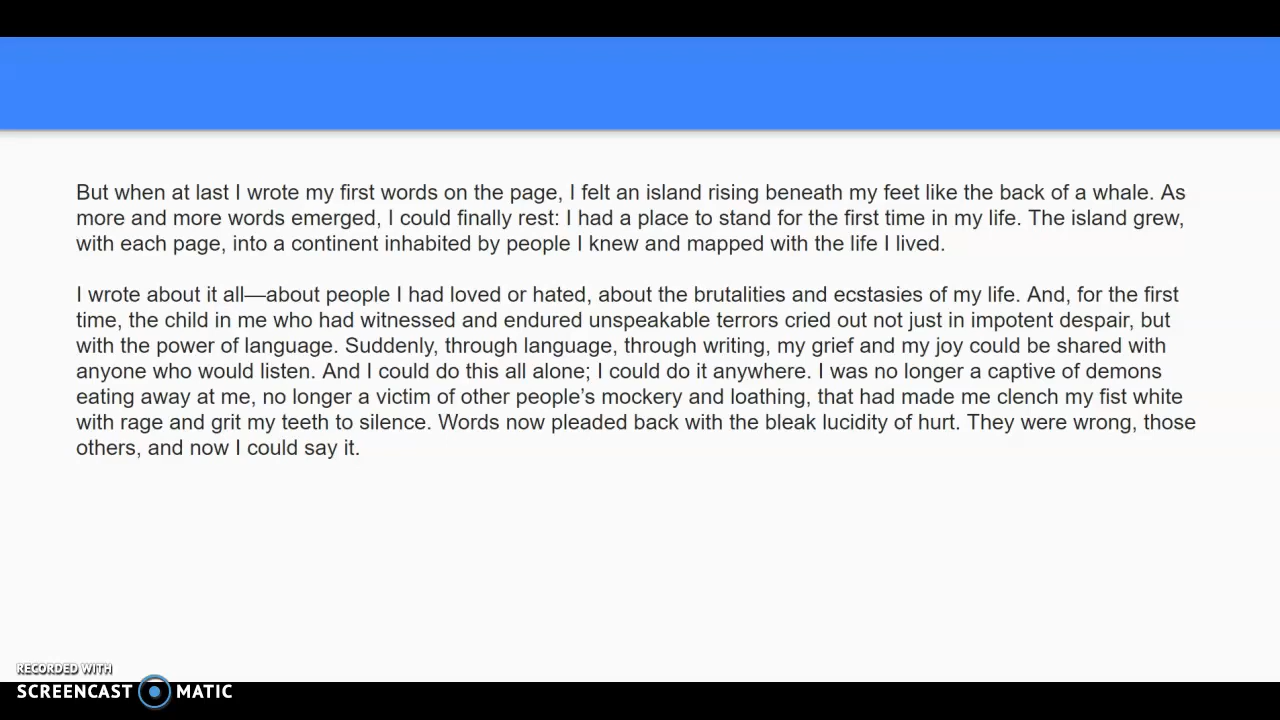 But when at last I wrote my first words on the page, I felt an island rising beneath my feet like the back of a whale. As
more and more words emerged, I could finally rest: I had a place to stand for the first time in my life. The island grew,
with each page, into a continent inhabited by people I knew and mapped with the life I lived.
I wrote about it all—about people I had loved or hated, about the brutalities and ecstasies of my life. And, for the first
time, the child in me who had witnessed and endured unspeakable terrors cried out not just in impotent despair, but
with the power of language. Suddenly, through language, through writing, my grief and my joy could be shared with
anyone who would listen. And I could do this all alone; I could do it anywhere. I was no longer a captive of demons
eating away at me, no longer a victim of other people’s mockery and loathing, that had made me clench my fist white
with rage and grit my teeth to silence. Words now pleaded back with the bleak lucidity of hurt. They were wrong, those
others, and now I could say it.
RECORDED WITH
SCREENCAST MATIC